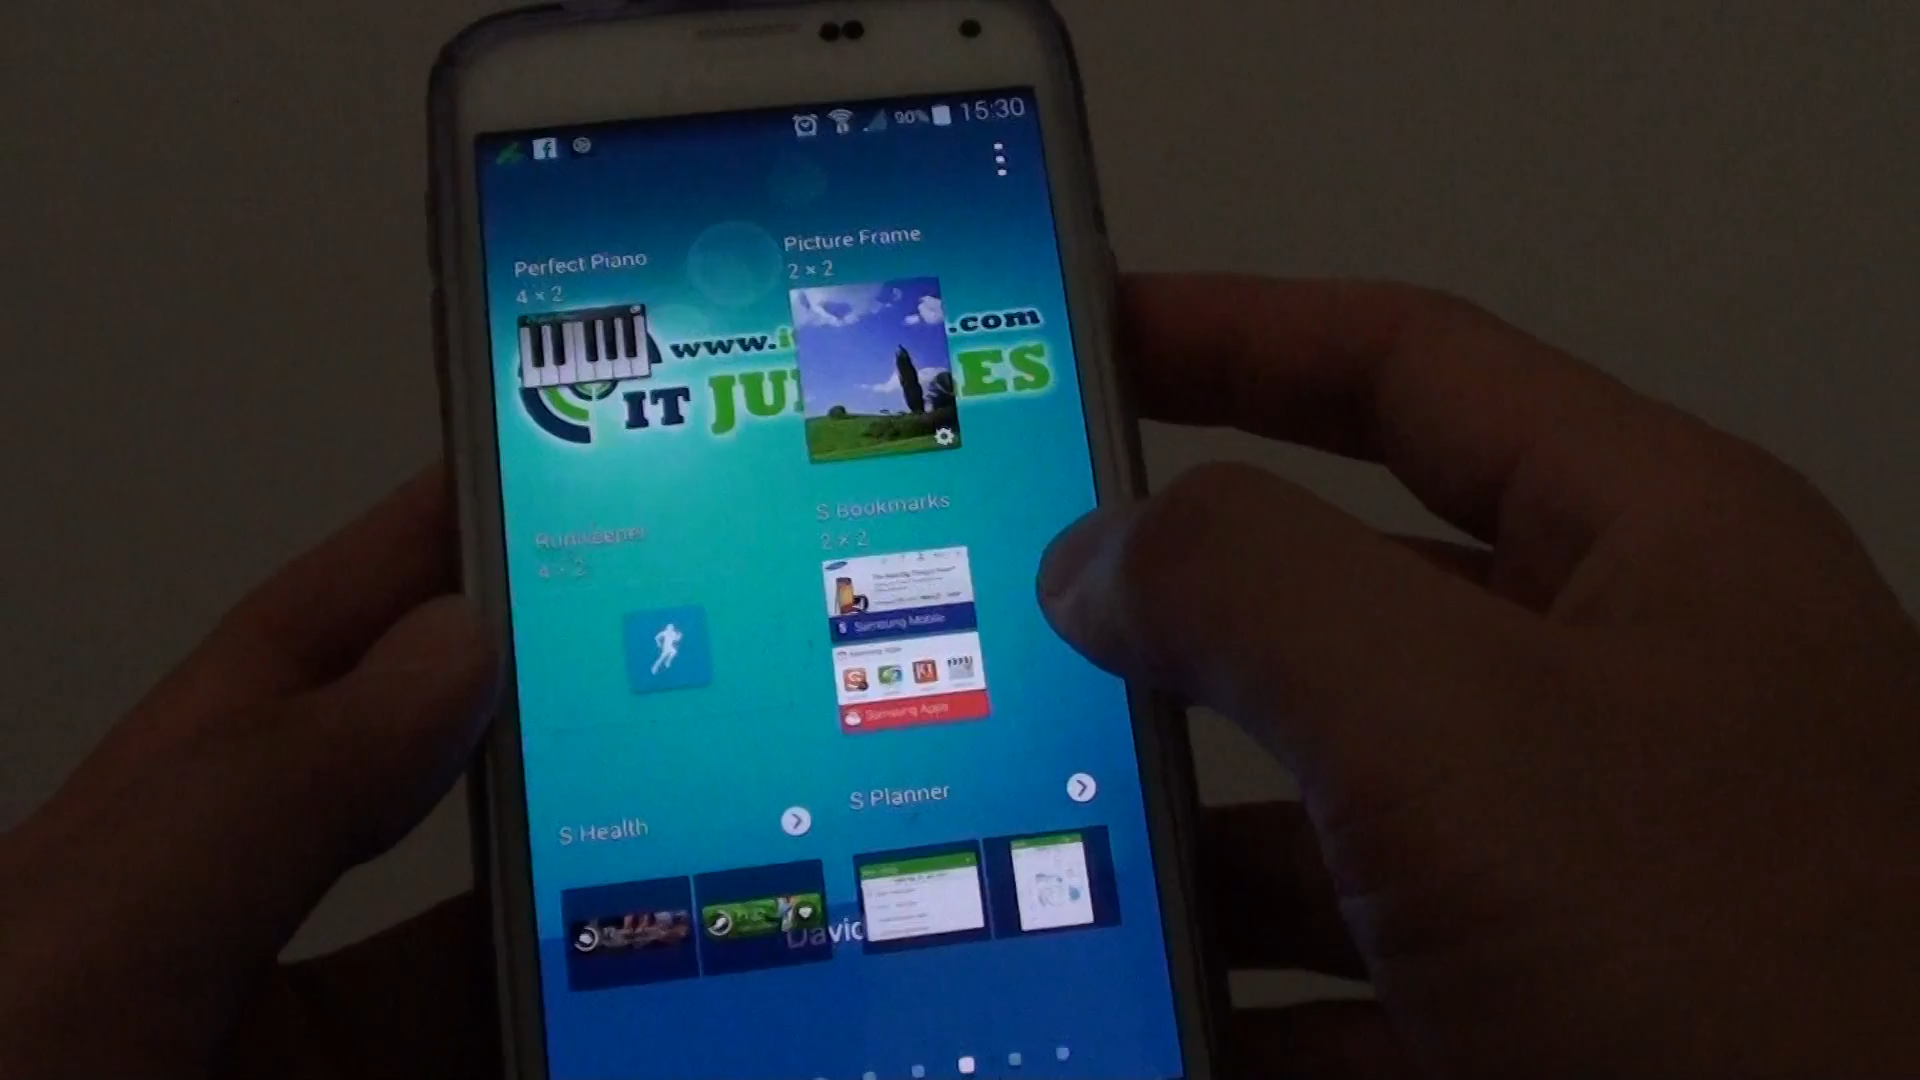 90% 15:30
Perfect Piano
4 × 2
Picture Frame
2 × 2
www.i .com
IT JU ES
RunKeeper
4 × 2
S Bookmarks
2 × 2
Samsung Mobile
Samsung Apps
S Health
S Planner
David